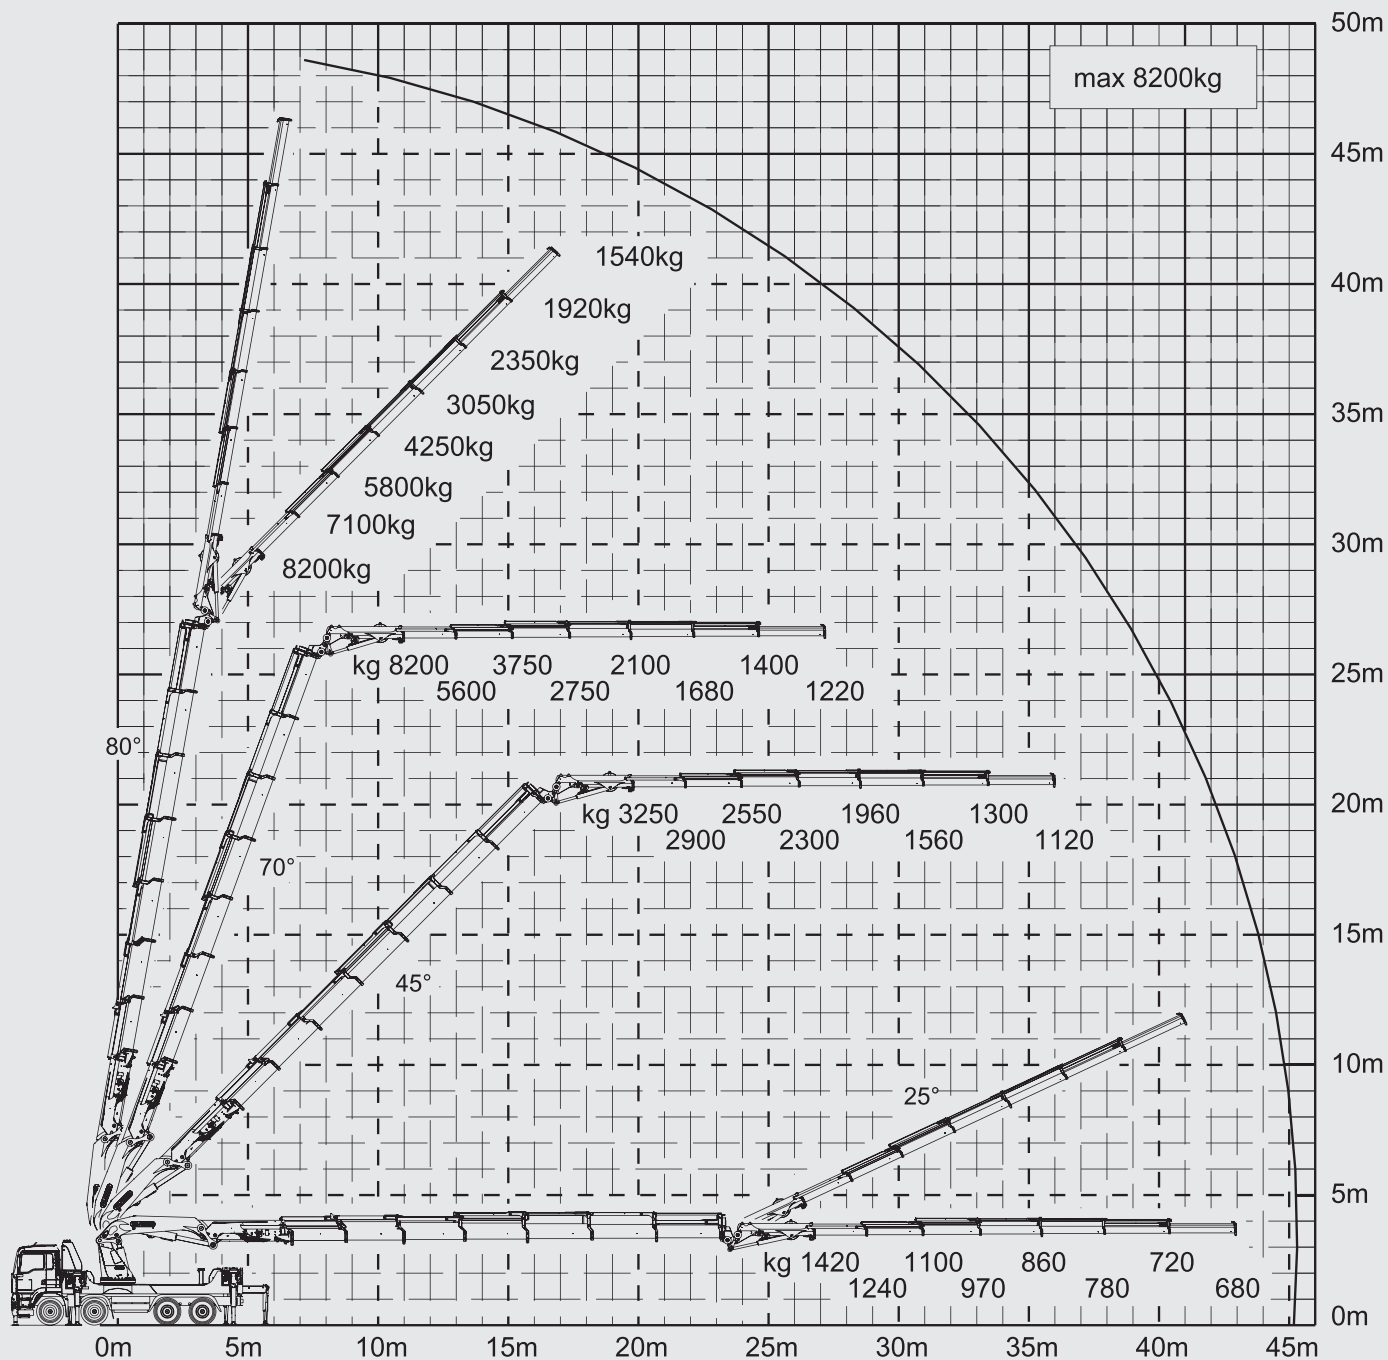 50m
max 8200kg
45m
1540kg
40m
1920kg
2350kg
35m
3050kg
4250kg
5800kg
7100kg
30m
8200kg
kg 8200 3750 2100 1400
5600 2750 1680 1220
25m
80°
20m
kg 3250 2550 1960 1300
2900 2300 1560 1120
70°
15m
45°
10m
25°
5m
kg 1420 1100 860 720
1240 970 780 680
0m
0m 5m 10m 15m 20m 25m 30m 35m 40m 45m